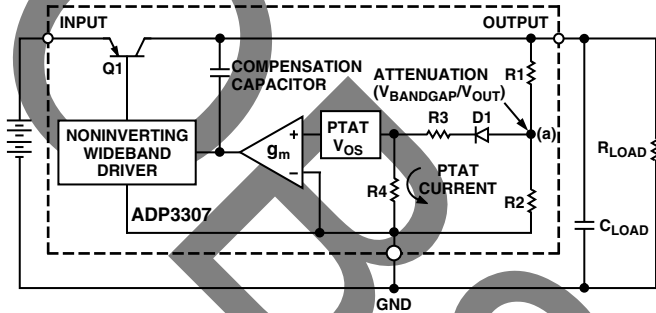 INPUT
OUTPUT
Q1
COMPENSATION
CAPACITOR
ATTENUATION
(VBANDGAP/VOUT)
R1
R3
D1
(a)
NONINVERTING
WIDEBAND
DRIVER
gm
+
−
PTAT
VOS
R4
PTAT
CURRENT
R2
RLOAD
CLOAD
ADP3307
GND